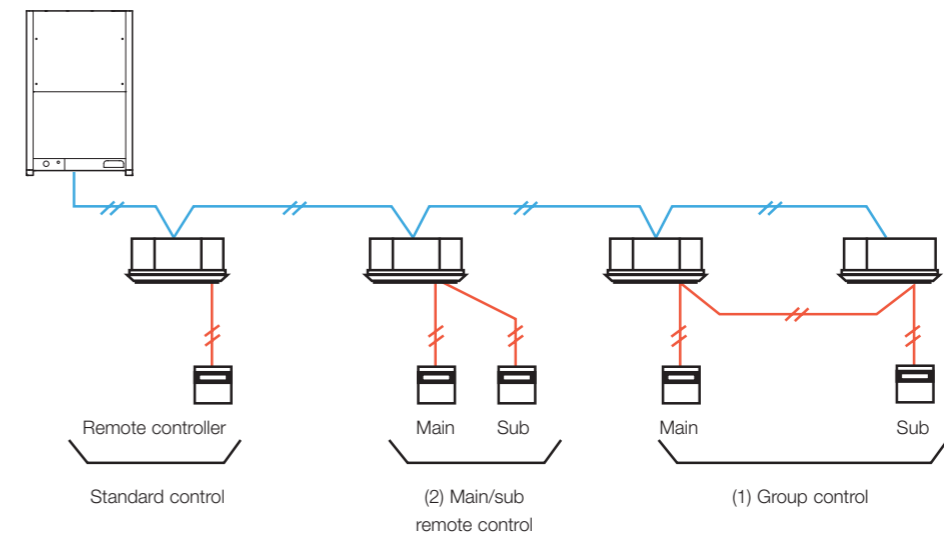 Remote controller
Main
Sub
Main
Sub
Standard control
(2) Main/sub
remote control
(1) Group control